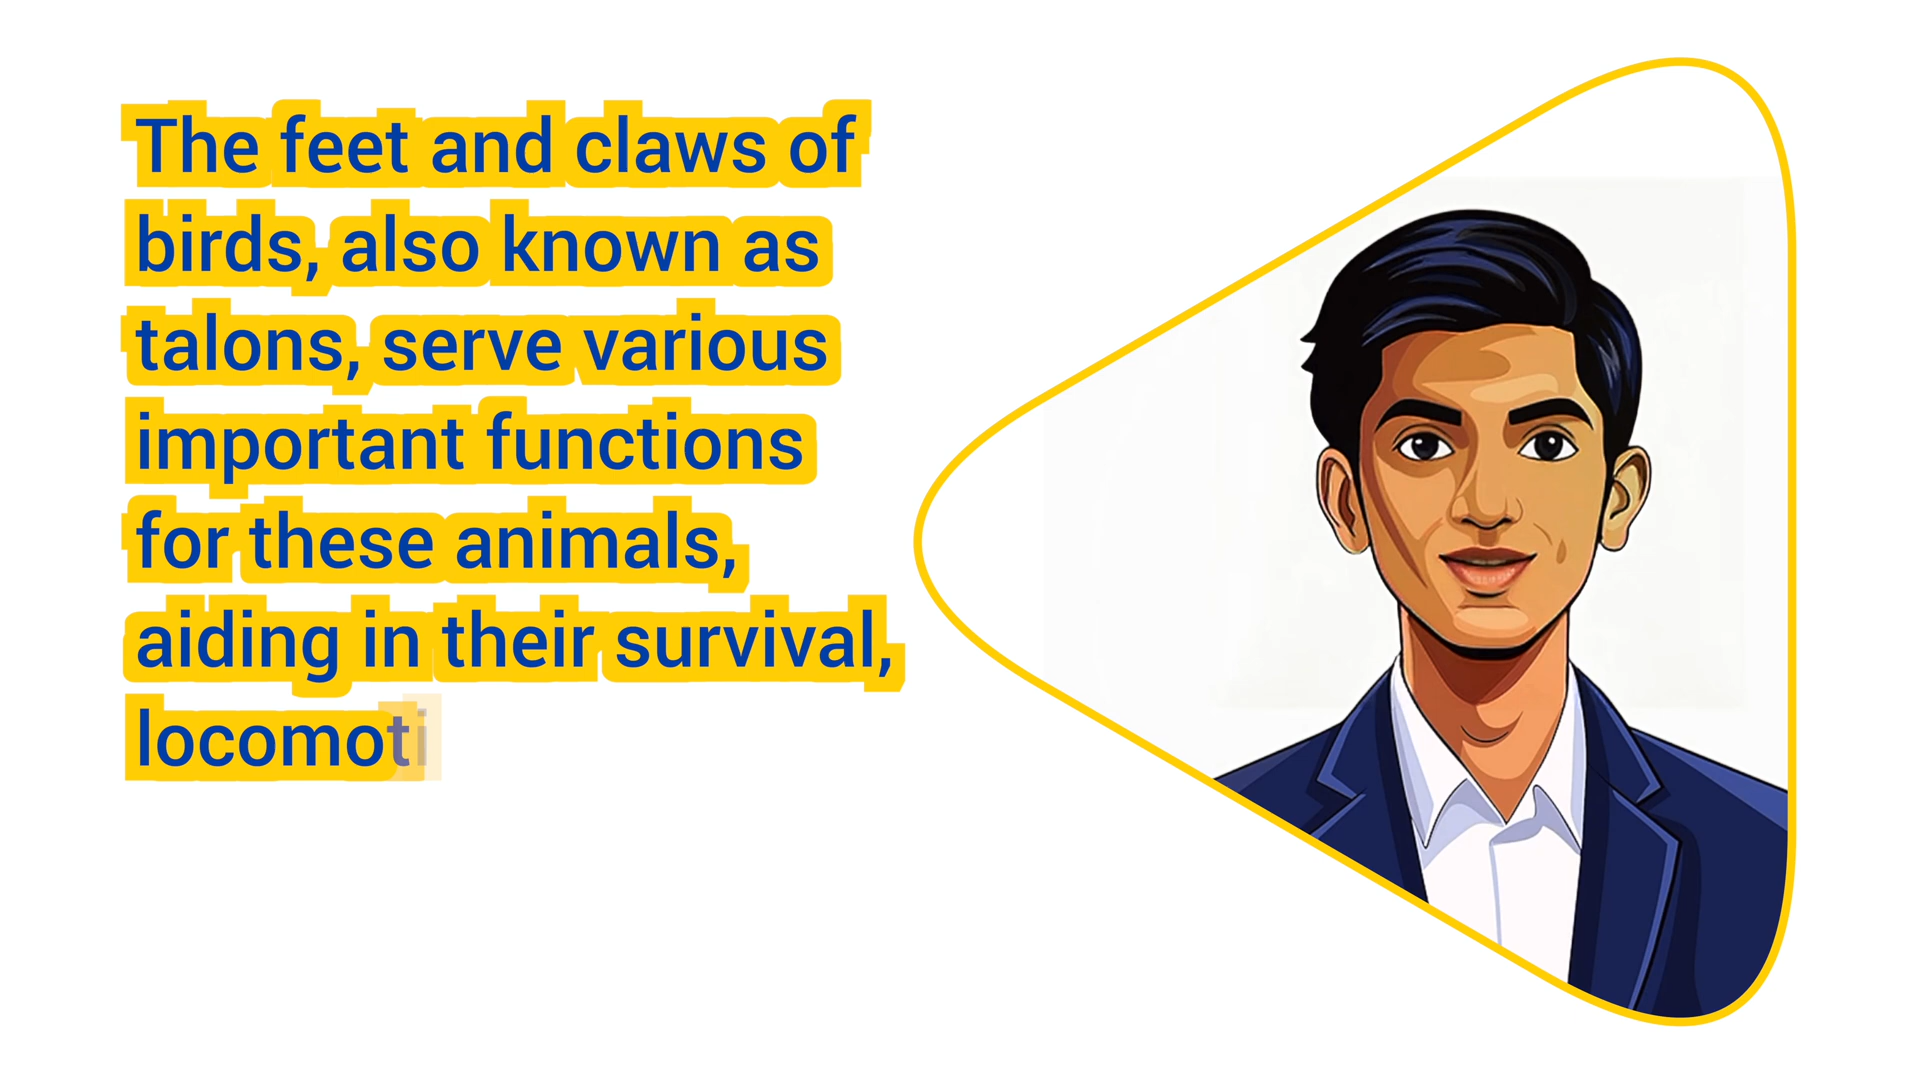 The feet and claws of
birds, also known as
talons, serve various
important functions
for these animals,
aiding in their survival,
locomoti